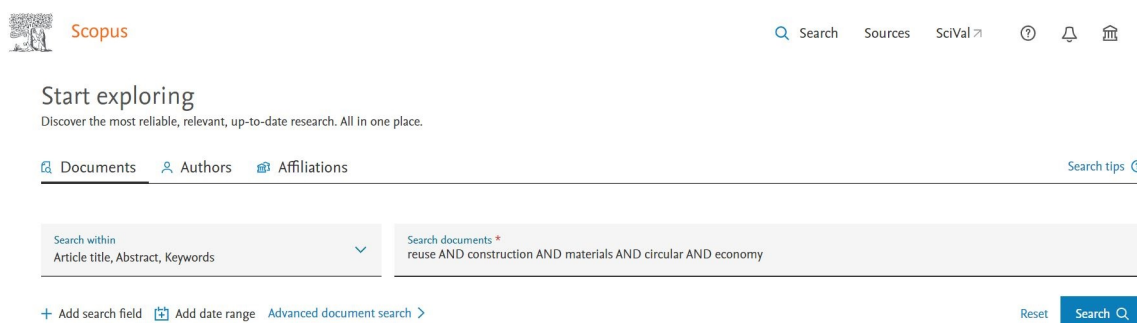 Scopus
Search Sources SciVal
Start exploring
Discover the most reliable, relevant, up-to-date research. All in one place.
Documents Authors Affiliations
Search tips
Search within
Article title, Abstract, Keywords
Search documents *
reuse AND construction AND materials AND circular AND economy
+ Add search field Add date range Advanced document search >
Reset Search